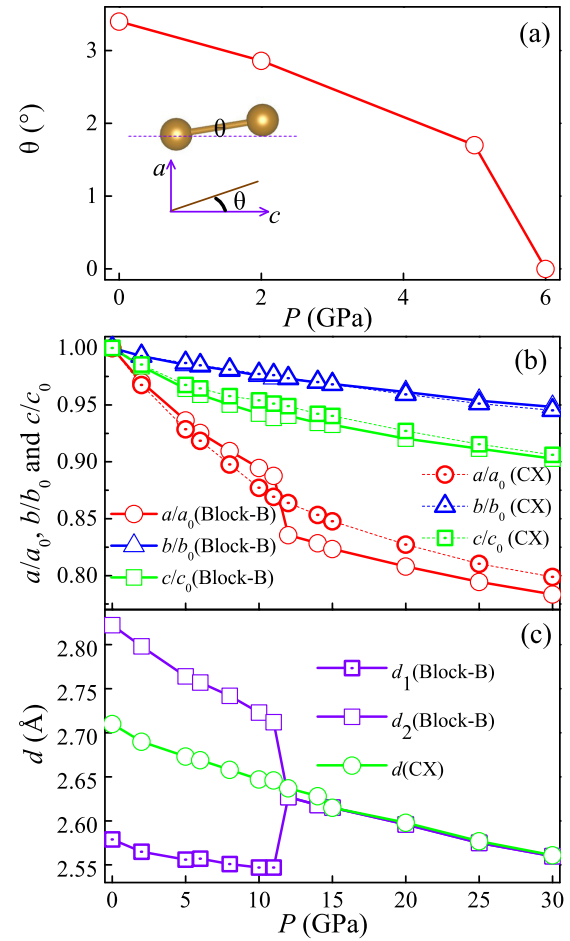 (a)
3
2
1
0
θ (°)
θ
a
θ
c
0 2 4 6
P (GPa)
(b)
1.00
0.95
0.90
0.85
0.80
a/a₀, b/b₀ and c/c₀
a/a₀ (CX)
b/b₀ (CX)
c/c₀ (CX)
a/a₀(Block-B)
b/b₀(Block-B)
c/c₀(Block-B)
(c)
2.80
2.75
2.70
2.65
2.60
2.55
d (Å)
d₁(Block-B)
d₂(Block-B)
d(CX)
0 5 10 15 20 25 30
P (GPa)